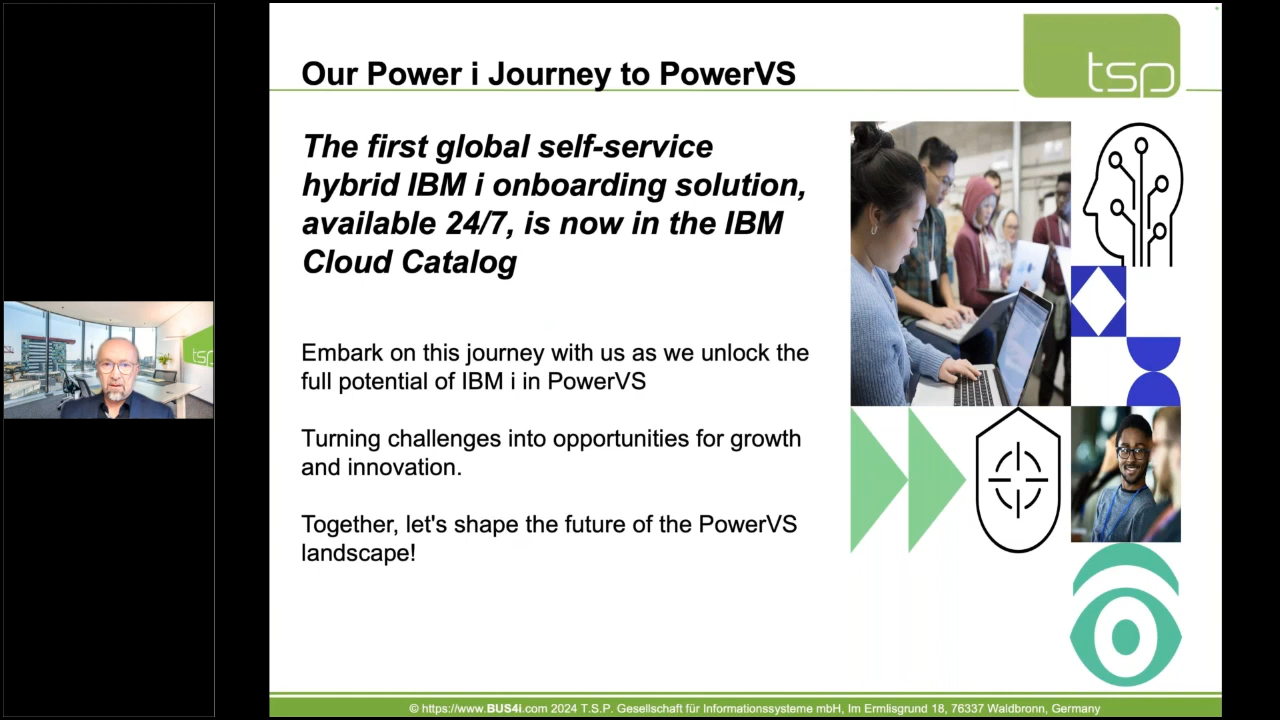 Our Power i Journey to PowerVS
tsp
The first global self-service
hybrid IBM i onboarding solution,
available 24/7, is now in the IBM
Cloud Catalog
Embark on this journey with us as we unlock the
full potential of IBM i in PowerVS
Turning challenges into opportunities for growth
and innovation.
Together, let's shape the future of the PowerVS
landscape!
tsp
© https://www.BUS4i.com 2024 T.S.P. Gesellschaft für Informationssysteme mbH, Im Ermlisgrund 18, 76337 Waldbronn, Germany